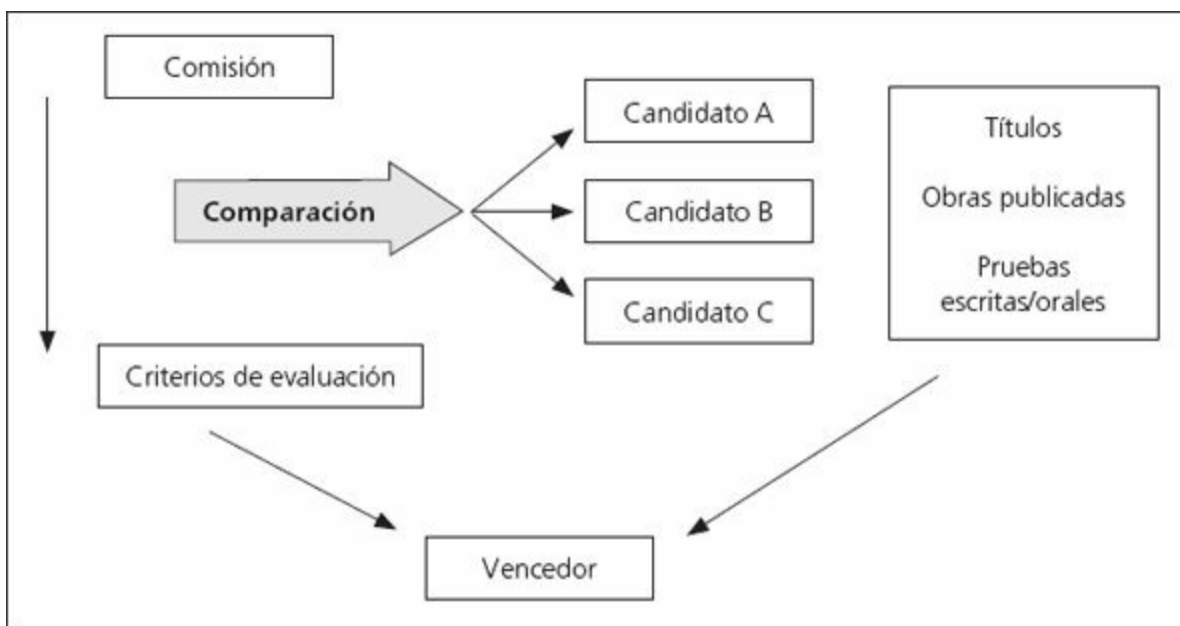 Comisión
Comparación
Candidato A
Candidato B
Candidato C
Títulos
Obras publicadas
Pruebas
escritas/orales
Criterios de evaluación
Vencedor